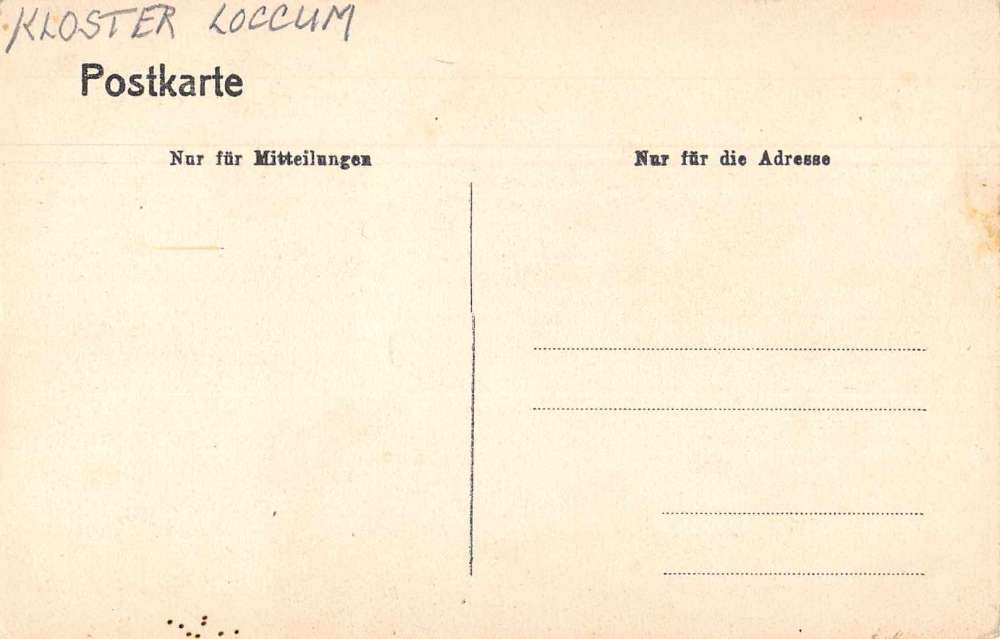 KLOSTER LOCCUM
Postkarte
Nur für Mitteilungen
Nur für die Adresse